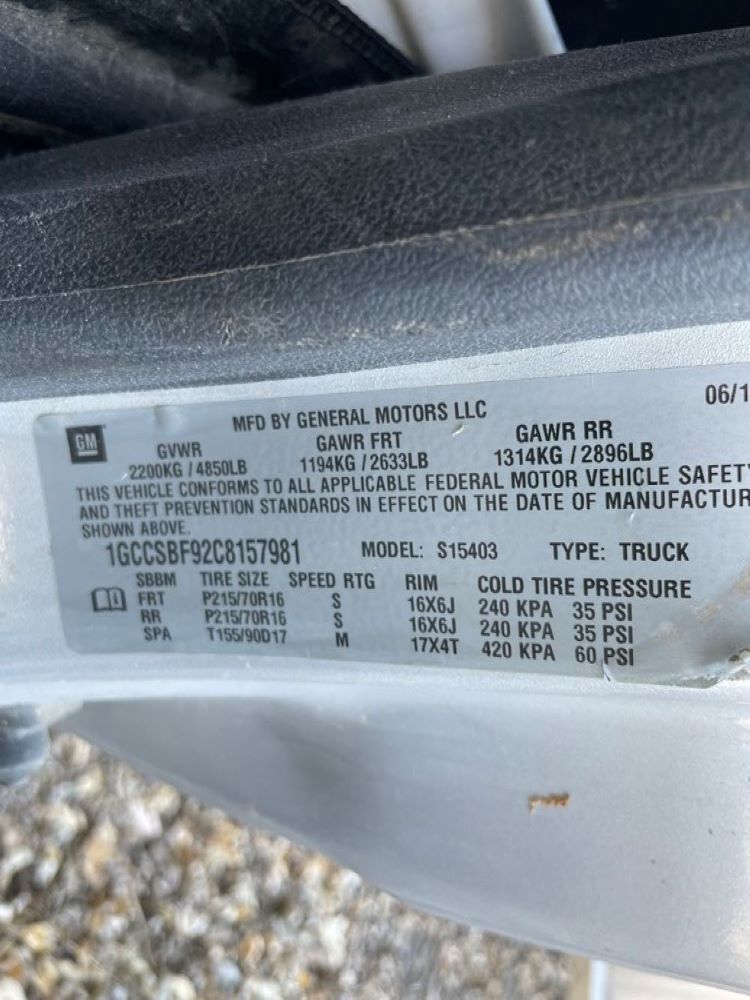 06/1
MFD BY GENERAL MOTORS LLC
GM
GVWR GAWR FRT GAWR RR
2200KG / 4850LB 1194KG / 2633LB 1314KG / 2896LB
THIS VEHICLE CONFORMS TO ALL APPLICABLE FEDERAL MOTOR VEHICLE SAFETY
AND THEFT PREVENTION STANDARDS IN EFFECT ON THE DATE OF MANUFACTUR
SHOWN ABOVE.
1GCCSBF92C8157981 MODEL: S15403 TYPE: TRUCK
SBBM TIRE SIZE SPEED RTG RIM COLD TIRE PRESSURE
FRT P215/70R16 S 16X6J 240 KPA 35 PSI
RR P215/70R16 S 16X6J 240 KPA 35 PSI
SPA T155/90D17 M 17X4T 420 KPA 60 PSI